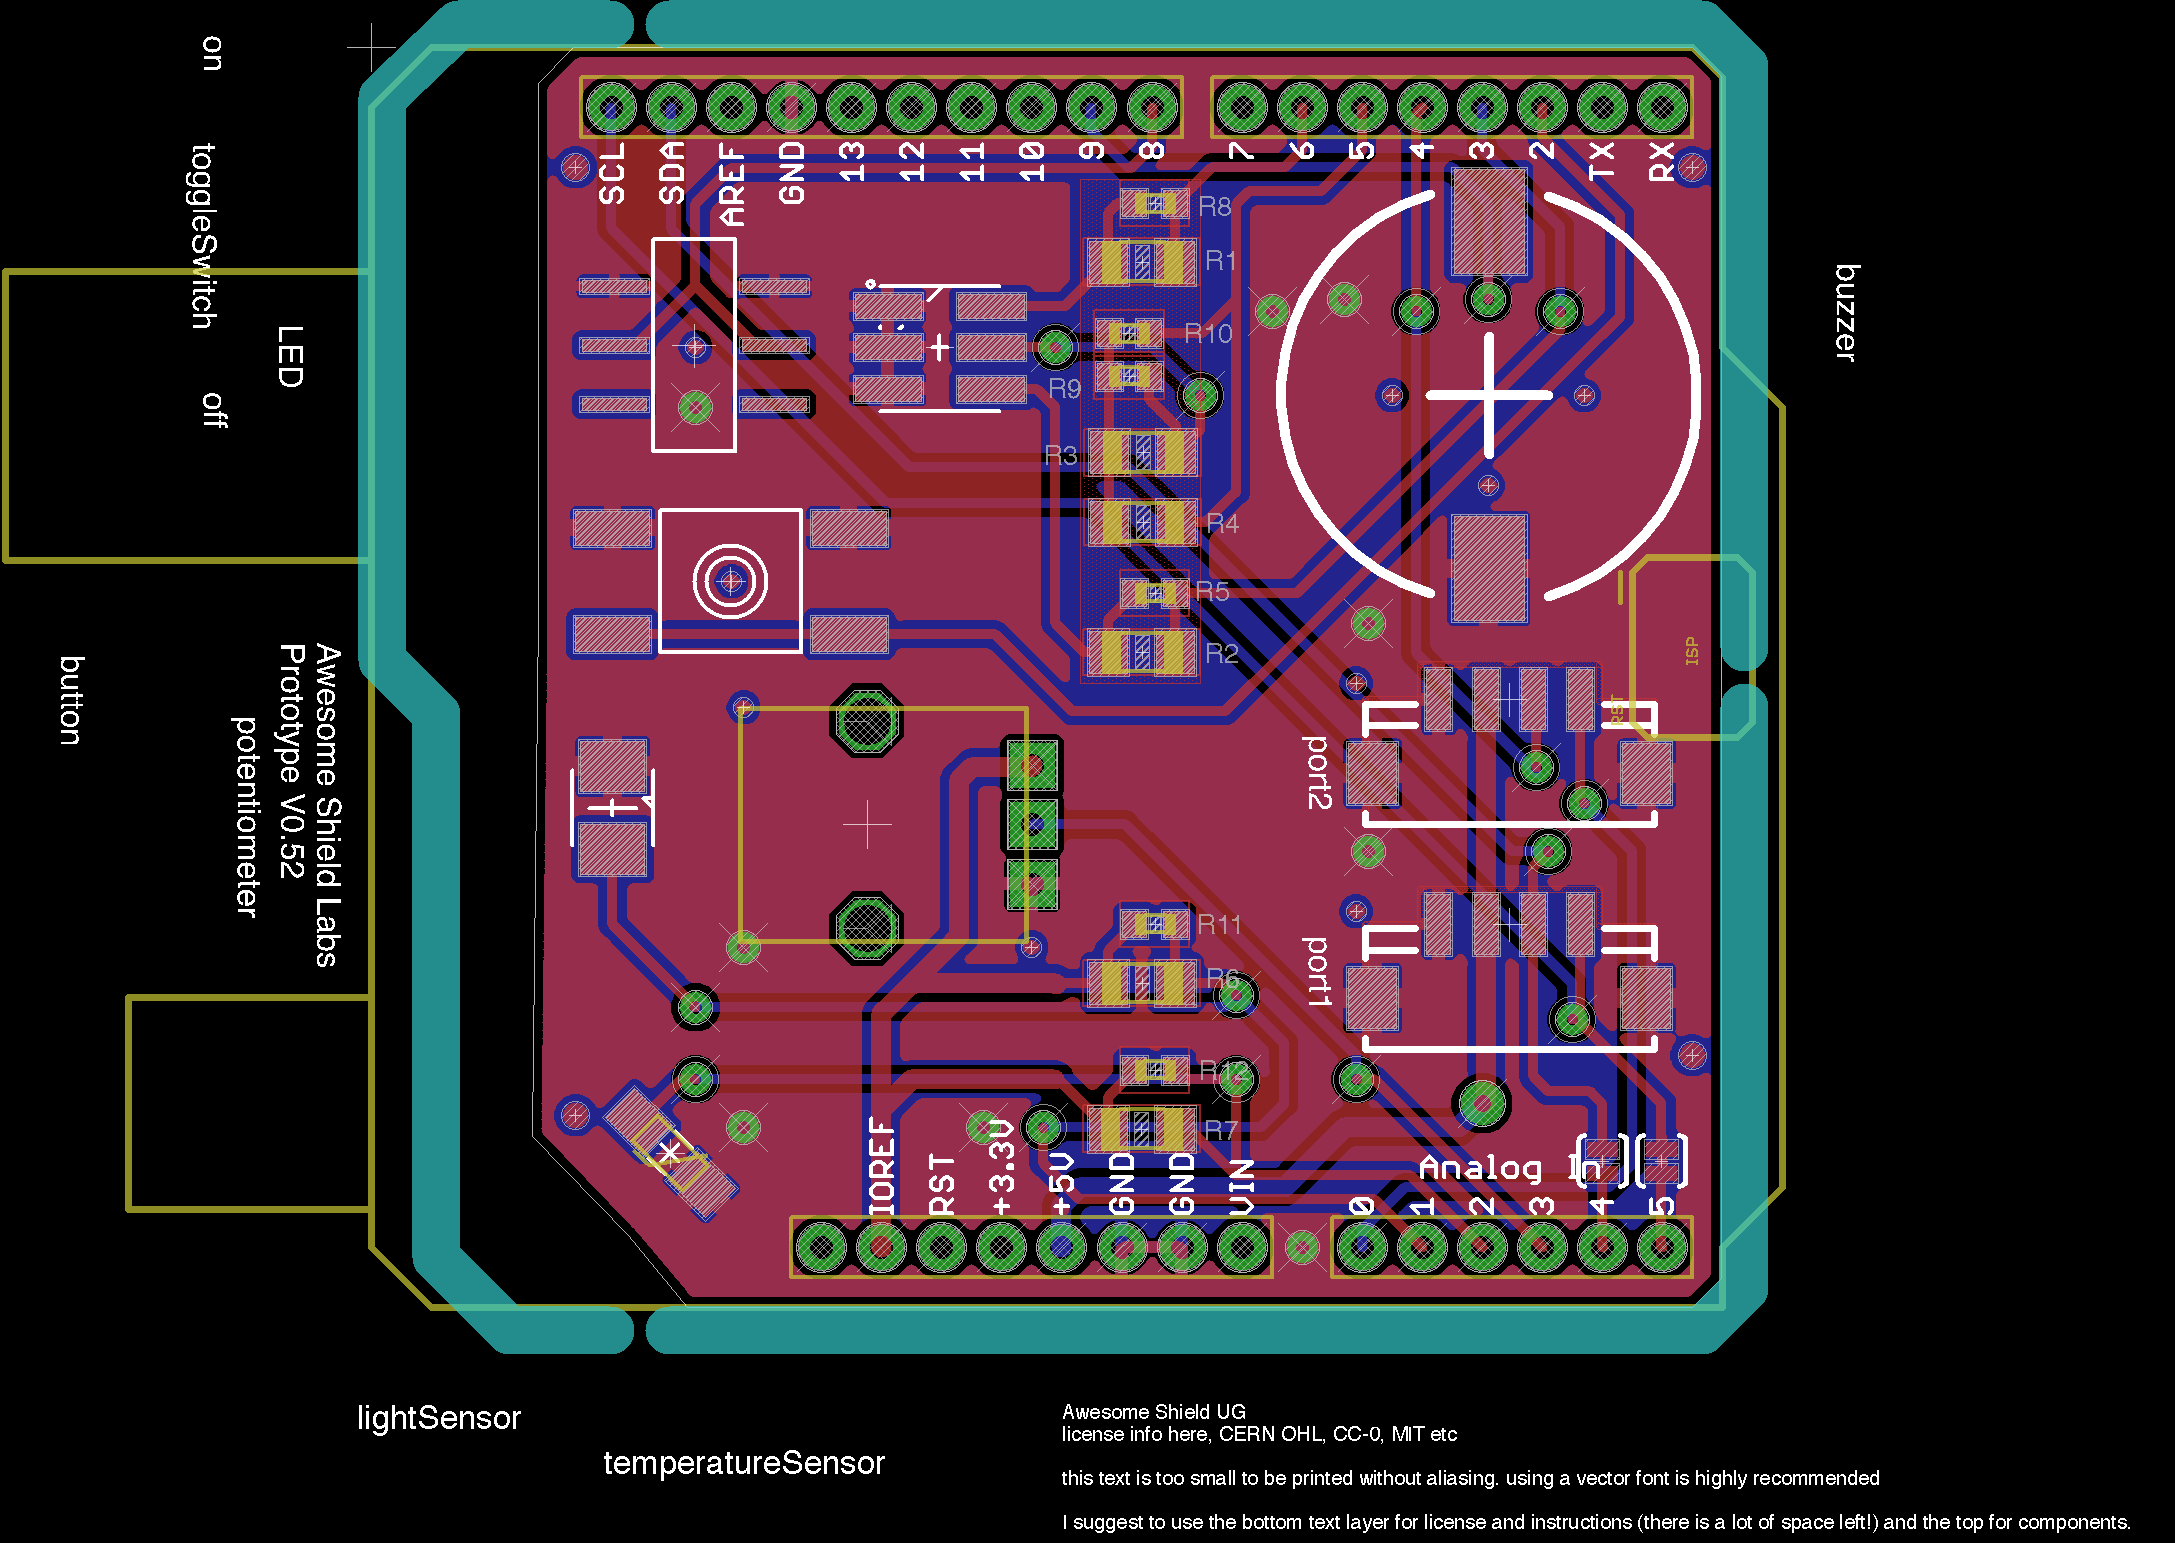 on
toggleSwitch
LED
off
button
Awesome Shield Labs
Prototype V0.52
potentiometer
SCL
SDA
AREF
GND
13
12
11
10
9
8
7
6
5
4
3
2
TX
RX
R8
R1
R10
R9
R3
R4
R5
R2
buzzer
ISP
RST
port2
port1
R11
R6
R12
R7
IOREF
RST
+3.3V
+5V
GND
GND
VIN
Analog In
0
1
2
3
4
5
lightSensor
temperatureSensor
Awesome Shield UG
license info here, CERN OHL, CC-0, MIT etc
this text is too small to be printed without aliasing. using a vector font is highly recommended
I suggest to use the bottom text layer for license and instructions (there is a lot of space left!) and the top for components.